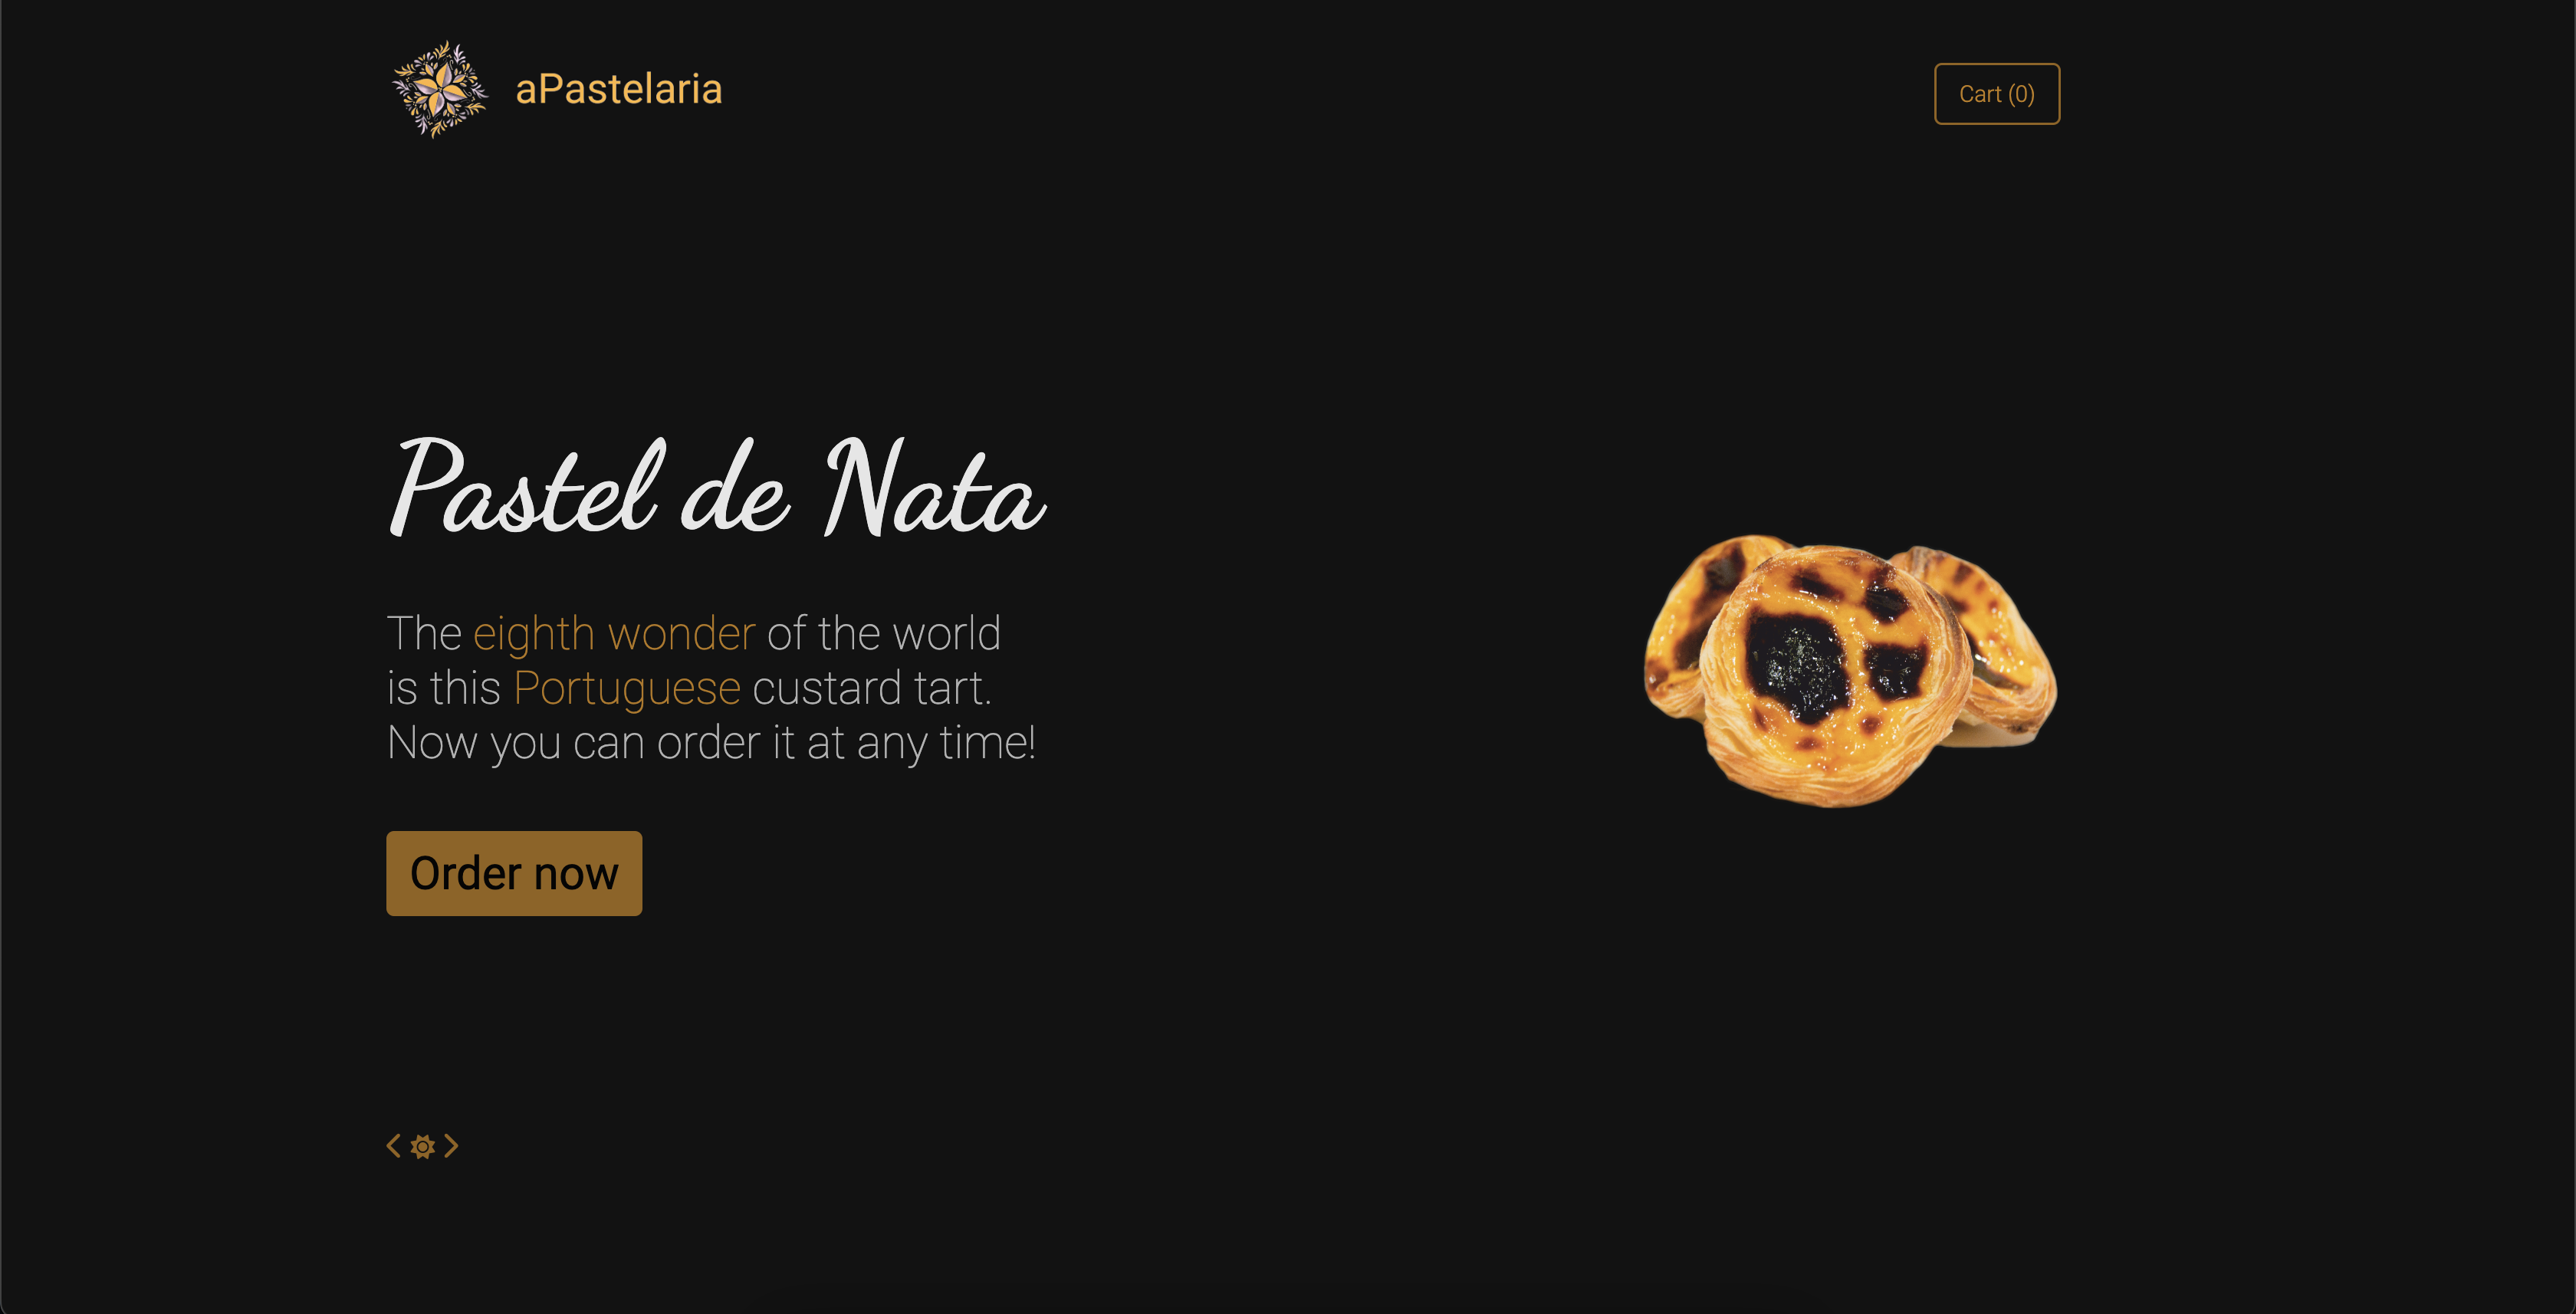 aPastelaria
Cart (0)
Pastel de Nata
The eighth wonder of the world
is this Portuguese custard tart.
Now you can order it at any time!
Order now